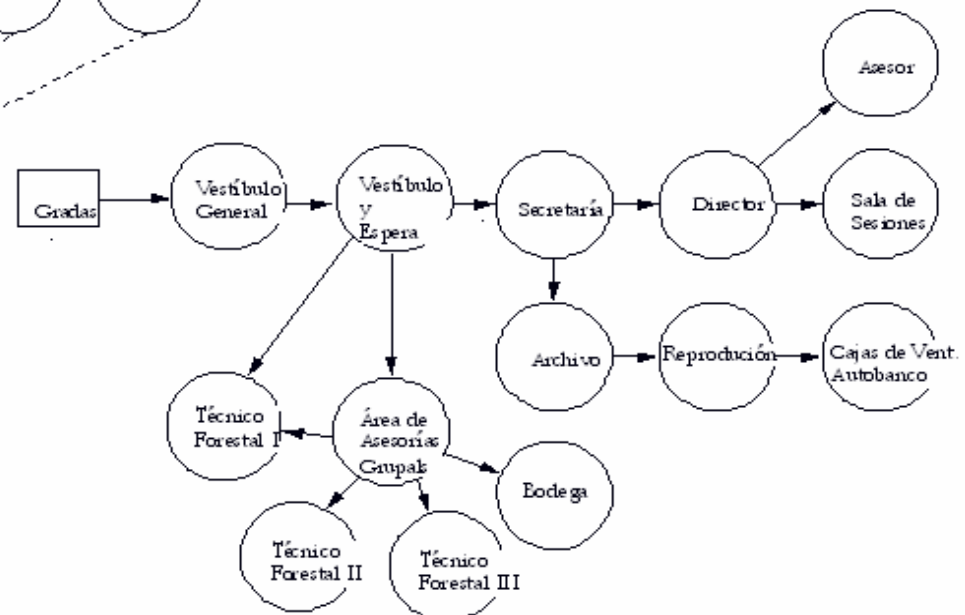 Asesor
Gradas
Vestíbulo
General
Vestíbulo
y
Espera
Secretaría
Director
Sala de
Sesiones
Archivo
Reprodución
Cajas de Vent.
Autobanco
Técnico
Forestal I
Área de
Asesorías
Grupals
Bodega
Técnico
Forestal II
Técnico
Forestal III